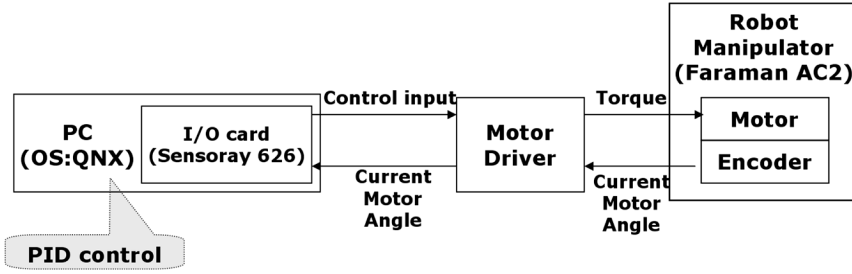 PC
(OS:QNX)
I/O card
(Sensoray 626)
PID control
Control input
Current
Motor
Angle
Motor
Driver
Torque
Current
Motor
Angle
Robot
Manipulator
(Faraman AC2)
Motor
Encoder